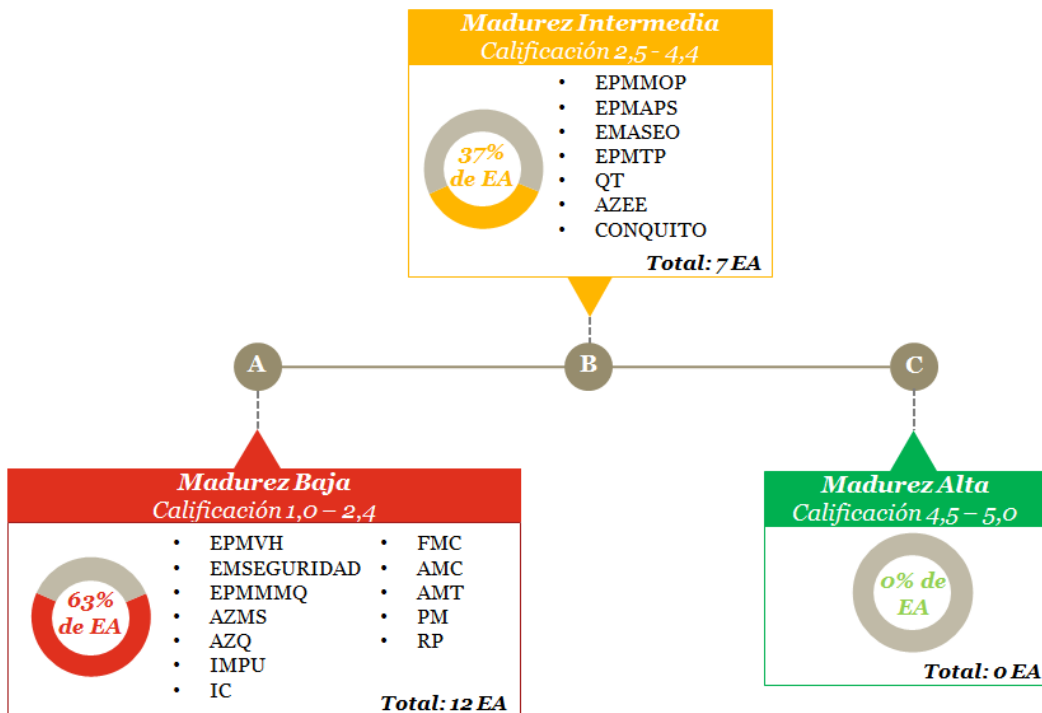 Madurez Intermedia
Calificación 2,5 - 4,4
37%
de EA
• EPMMOP
• EPMAPS
• EMASEO
• EPMTP
• QT
• AZEE
• CONQUITO
Total: 7 EA
A
B
C
Madurez Baja
Calificación 1,0 – 2,4
63%
de EA
• EPMVH
• EMSEGURIDAD
• EPMMMQ
• AZMS
• AZQ
• IMPU
• IC
• FMC
• AMC
• AMT
• PM
• RP
Total: 12 EA
Madurez Alta
Calificación 4,5 – 5,0
0% de
EA
Total: 0 EA